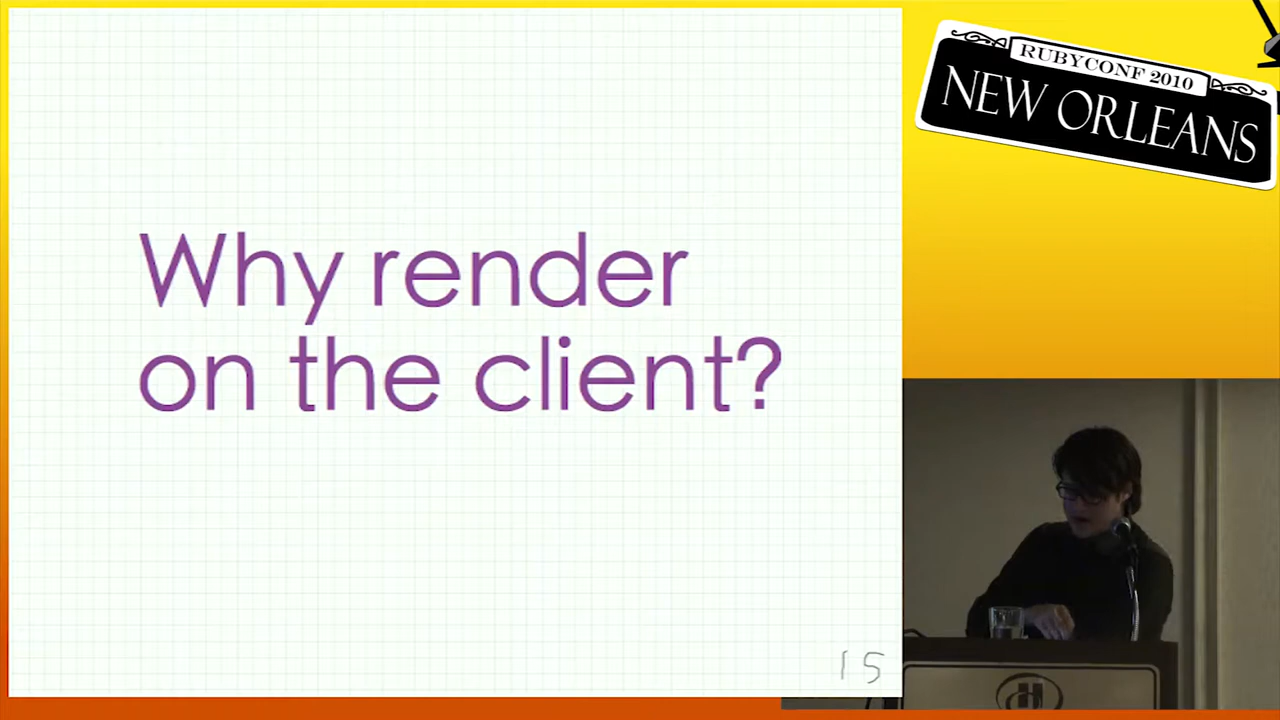 Why render
on the client?
15
RUBYCONF 2010
NEW ORLEANS
H